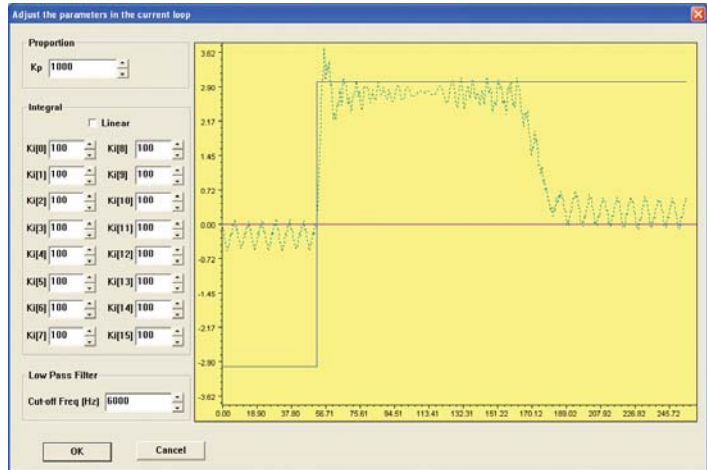 Adjust the parameters in the current loop
Proportion
Kp 1000
Integral
Linear
Ki[0] 100 Ki[8] 100
Ki[1] 100 Ki[9] 100
Ki[2] 100 Ki[10] 100
Ki[3] 100 Ki[11] 100
Ki[4] 100 Ki[12] 100
Ki[5] 100 Ki[13] 100
Ki[6] 100 Ki[14] 100
Ki[7] 100 Ki[15] 100
Low Pass Filter
Cut-off Freq (Hz) 6000
OK Cancel
3.62
2.90
2.17
1.45
0.72
0.00
-0.72
-1.45
-2.17
-2.90
-3.62
0.00 18.90 37.80 56.71 75.61 94.51 113.41 132.31 151.22 170.12 189.02 207.92 226.82 245.72